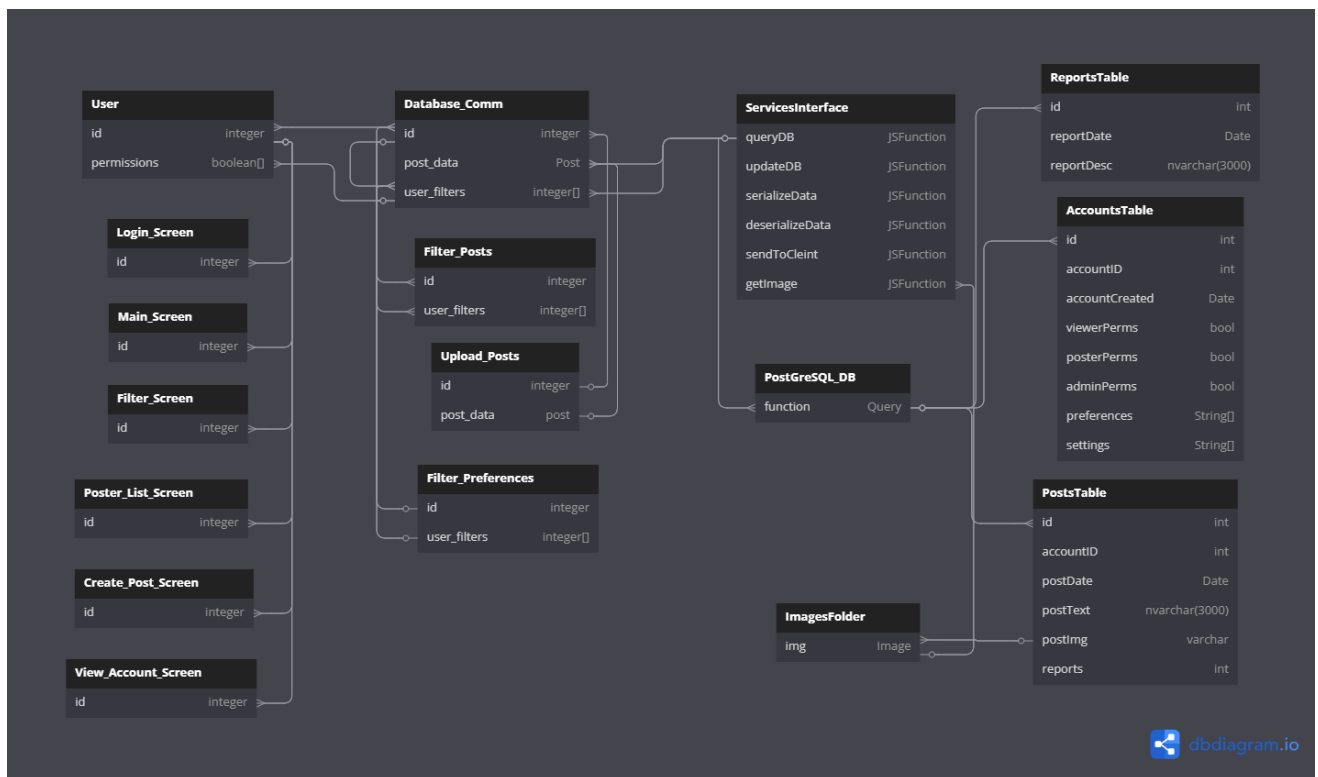 User
id integer
permissions boolean[]
Login_Screen
id integer
Main_Screen
id integer
Filter_Screen
id integer
Poster_List_Screen
id integer
Create_Post_Screen
id integer
View_Account_Screen
id integer
Database_Comm
id integer
post_data Post
user_filters integer[]
Filter_Posts
id integer
user_filters integer[]
Upload_Posts
id integer
post_data post
Filter_Preferences
id integer
user_filters integer[]
ServicesInterface
queryDB JSFunction
updateDB JSFunction
serializeData JSFunction
deserializeData JSFunction
sendToCleint JSFunction
getImage JSFunction
PostGreSQL_DB
function Query
ImagesFolder
img Image
ReportsTable
id int
reportDate Date
reportDesc nvarchar(3000)
AccountsTable
id int
accountID int
accountCreated Date
viewerPerms bool
posterPerms bool
adminPerms bool
preferences String[]
settings String[]
PostsTable
id int
accountID int
postDate Date
postText nvarchar(3000)
postImg varchar
reports int
dbdiagram.io